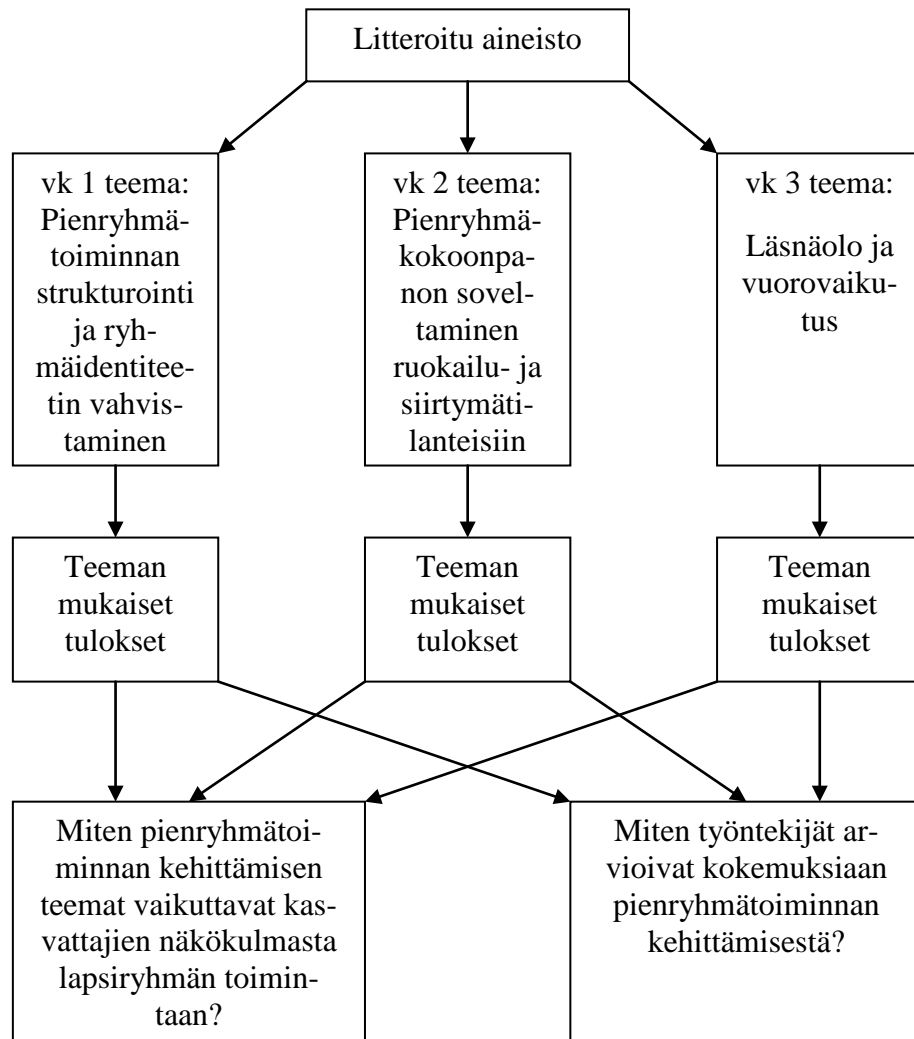 Litteroitu aineisto
vk 1 teema:
Pienryhmä-
toiminnan
strukturointi
ja ryh-
mäidentitee-
tin vahvis-
taminen
vk 2 teema:
Pienryhmä-
kokoonpa-
non sovel-
taminen
ruokailu- ja
siirtymäti-
lanteisiin
vk 3 teema:
Läsnäolo ja
vuorovaiku-
tus
Teeman
mukaiset
tulokset
Teeman
mukaiset
tulokset
Teeman
mukaiset
tulokset
Miten pienryhmätoi-
minnan kehittämisen
teemat vaikuttavat kas-
vattajien näkökulmasta
lapsiryhmän toimin-
taan?
Miten työntekijät ar-
vioivat kokemuksiaan
pienryhmätoiminnan
kehittämisestä?